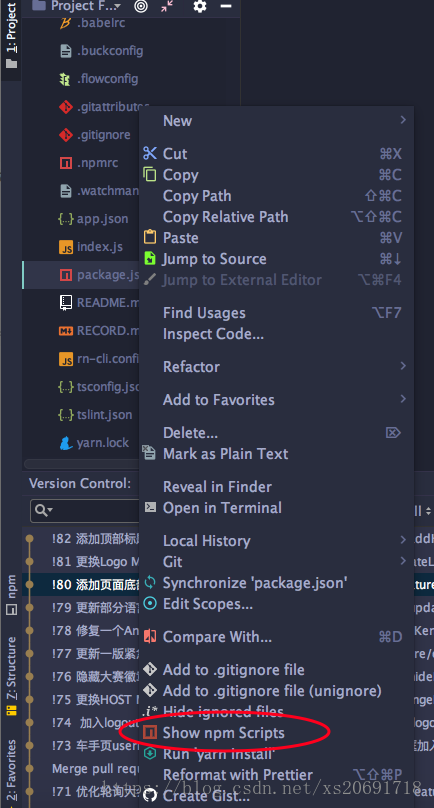 1: Project
Project F...
.babelrc
.buckconfig
.flowconfig
.gitattributes
.gitignore
.npmrc
.watchman
app.json
index.js
package.js
README.m
RECORD.m
rn-cli.confi
tsconfig.jso
tslint.json
yarn.lock
New
Cut ⌘X
Copy ⌘C
Copy Path ⇧⌘C
Copy Relative Path ⌥⇧⌘C
Paste ⌘V
Jump to Source ⌘↓
Jump to External Editor ⌥⌘F4
Find Usages ⌥F7
Inspect Code...
Refactor
Add to Favorites
Delete... ⌦
Mark as Plain Text
Reveal in Finder
Open in Terminal
Local History
Git
Synchronize 'package.json'
Edit Scopes...
Compare With... ⌘D
Add to .gitignore file
Add to .gitignore file (unignore)
Hide ignored files
Show npm Scripts
Run 'yarn install'
Reformat with Prettier ⌥⇧⌘P
Create Gist...
Version Control:
!82 添加顶部标
!81 更换Logo M
!80 添加页面底
!79 更新部分语
!78 修复一个An
!77 更新一版
!76 隐藏大赛
!75 更换HOST
!74 加入logou
!73 车手页user
Merge pull requ
!71 优化轮询
npm
Z: Structure
2: Favorites
https://blog.csdn.net/xs20691718